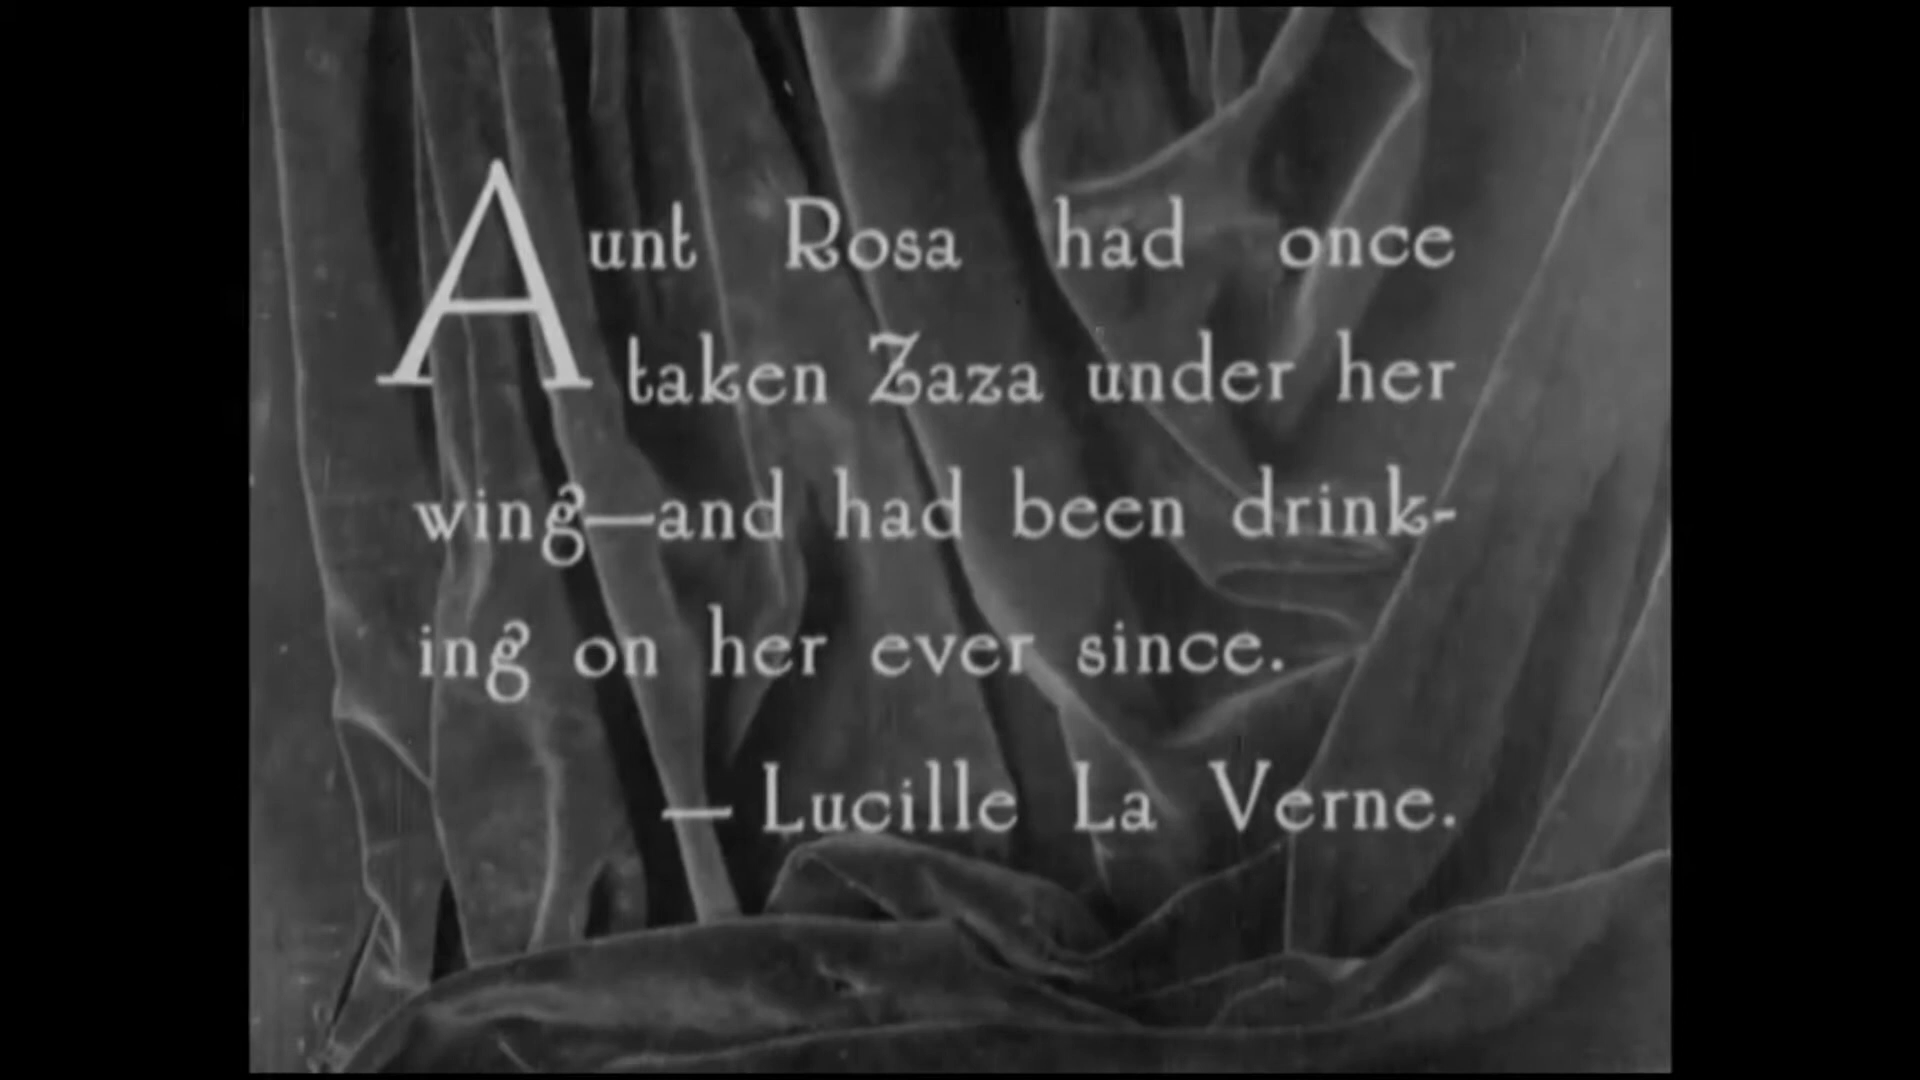 Aunt Rosa had once
taken Zaza under her
wing—and had been drink-
ing on her ever since.
— Lucille La Verne.